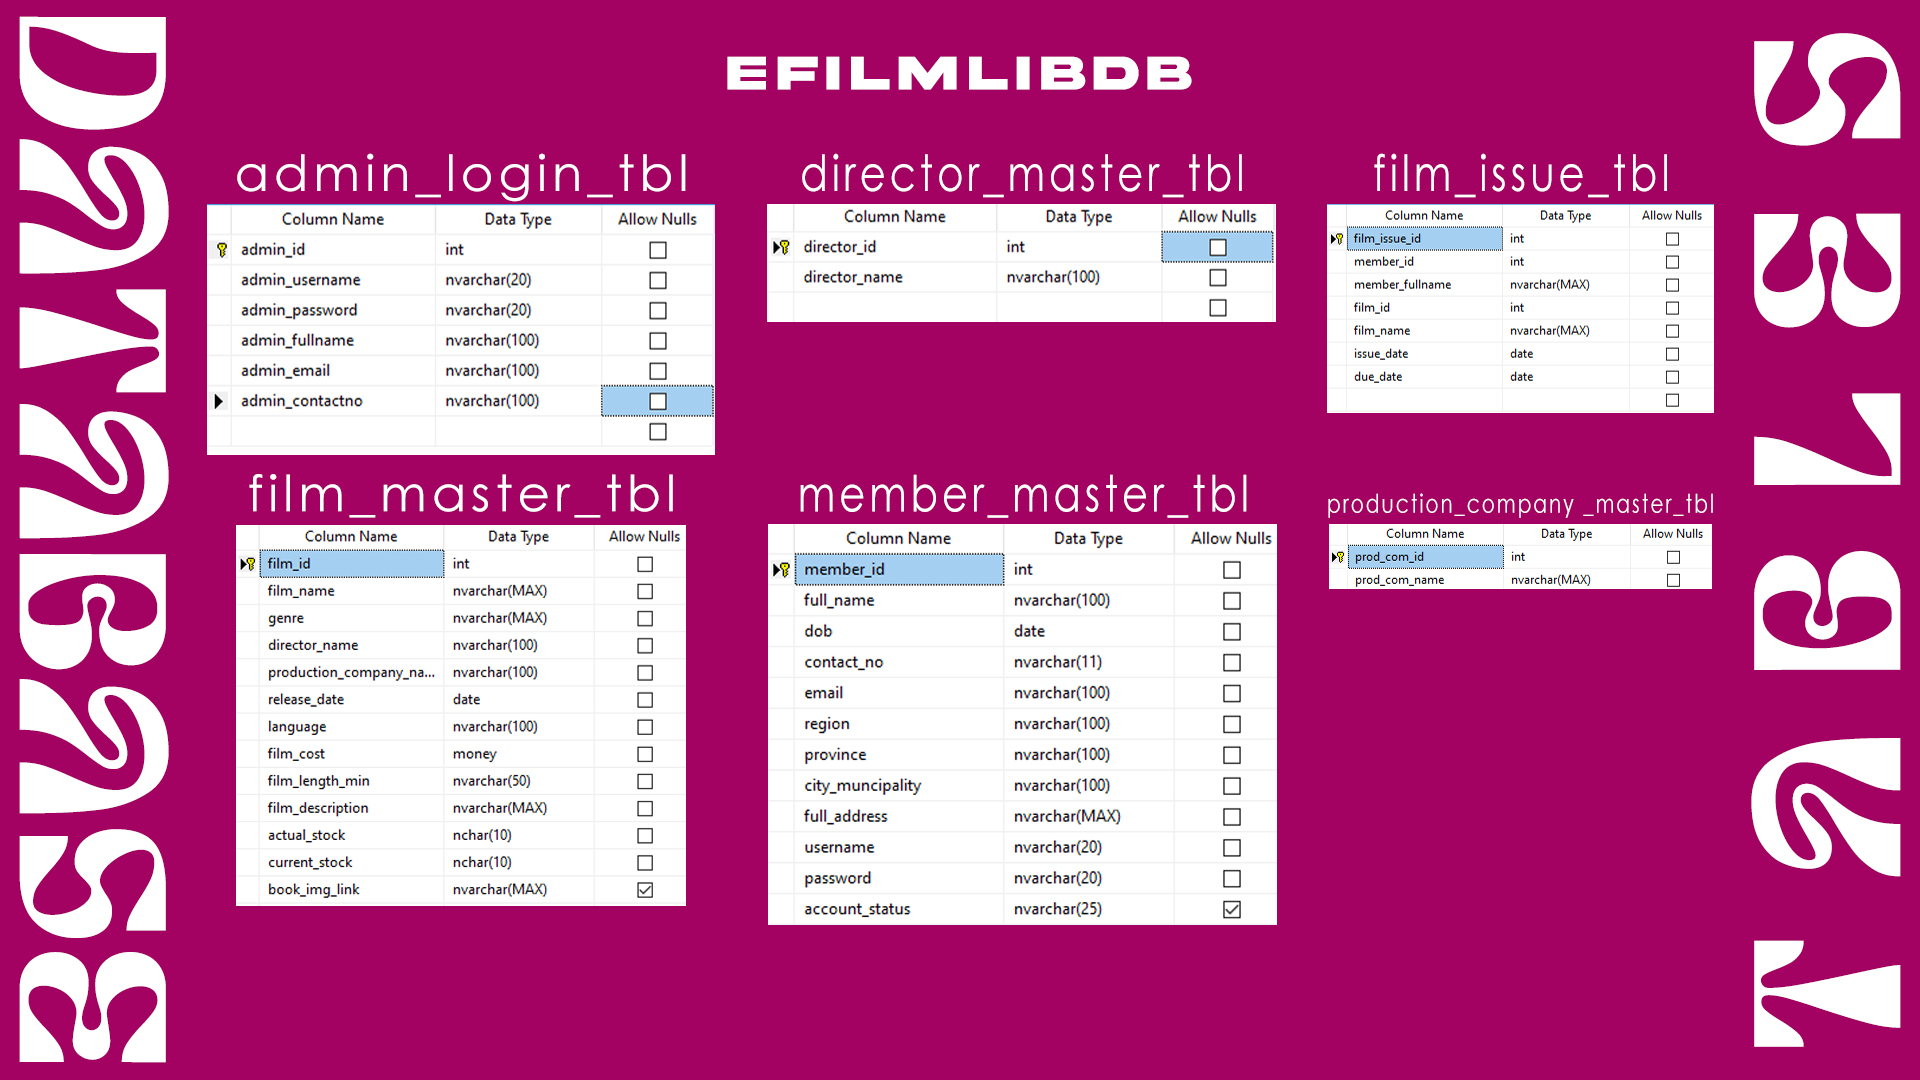 DATABASE
EFILMLIBDB
admin_login_tbl
Column Name Data Type Allow Nulls
admin_id int
admin_username nvarchar(20)
admin_password nvarchar(20)
admin_fullname nvarchar(100)
admin_email nvarchar(100)
admin_contactno nvarchar(100)
director_master_tbl
Column Name Data Type Allow Nulls
director_id int
director_name nvarchar(100)
film_issue_tbl
Column Name Data Type Allow Nulls
film_issue_id int
member_id int
member_fullname nvarchar(MAX)
film_id int
film_name nvarchar(MAX)
issue_date date
due_date date
film_master_tbl
Column Name Data Type Allow Nulls
film_id int
film_name nvarchar(MAX)
genre nvarchar(MAX)
director_name nvarchar(100)
production_company_na... nvarchar(100)
release_date date
language nvarchar(100)
film_cost money
film_length_min nvarchar(50)
film_description nvarchar(MAX)
actual_stock nchar(10)
current_stock nchar(10)
book_img_link nvarchar(MAX)
member_master_tbl
Column Name Data Type Allow Nulls
member_id int
full_name nvarchar(100)
dob date
contact_no nvarchar(11)
email nvarchar(100)
region nvarchar(100)
province nvarchar(100)
city_muncipality nvarchar(100)
full_address nvarchar(MAX)
username nvarchar(20)
password nvarchar(20)
account_status nvarchar(25)
production_company _master_tbl
Column Name Data Type Allow Nulls
prod_com_id int
prod_com_name nvarchar(MAX)
TABLES